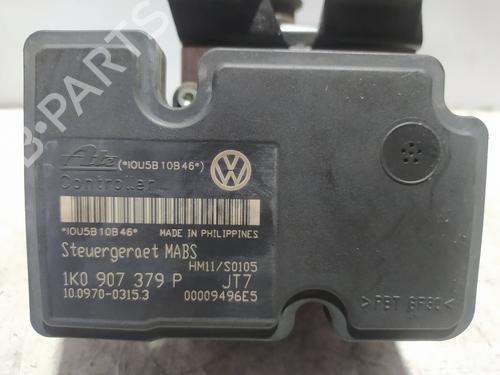 B-PARTS
Ate (*IOU5B10B46*)
Controller
*IOU5B10B46* MADE IN PHILIPPINES
Steuergeraet MABS
HM11/S0105
1K0 907 379 P JT7
10.0970-0315.3 00009496E5
>PBT GF30<